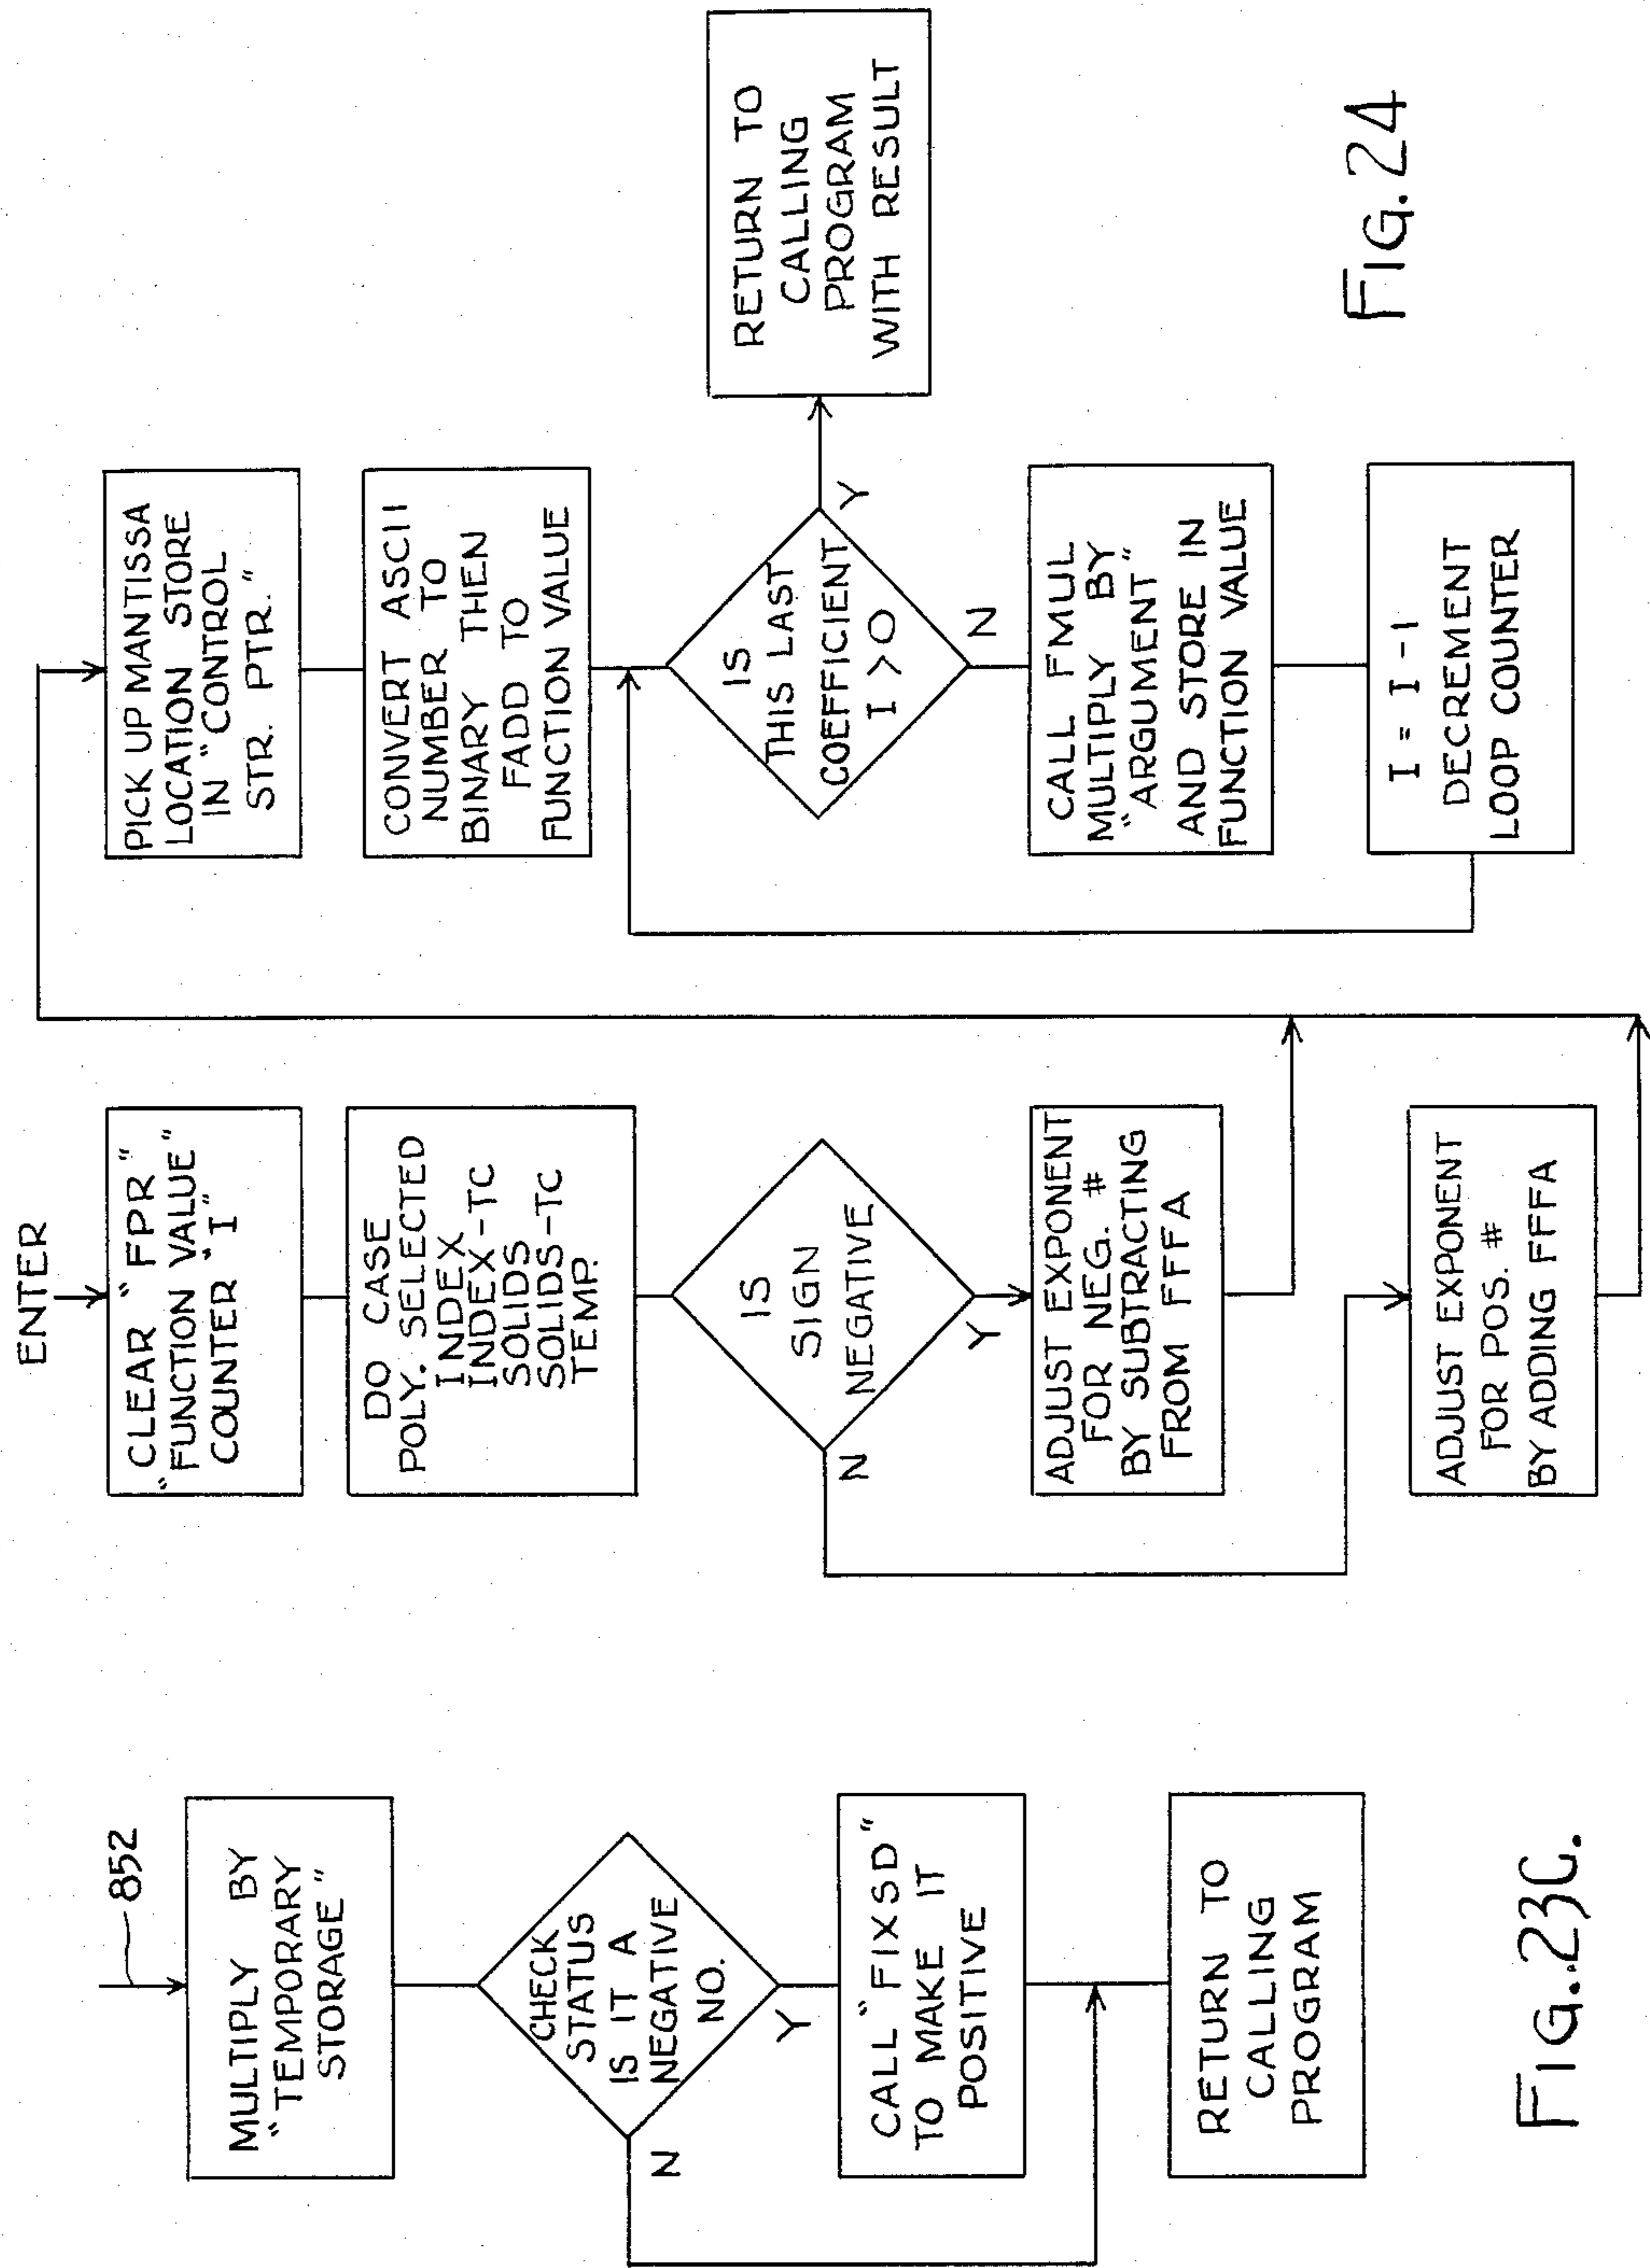 852
MULTIPLY BY
"TEMPORARY
STORAGE"
CHECK
STATUS
IS IT A
NEGATIVE
NO.
N
Y
CALL "FIXSD"
TO MAKE IT
POSITIVE
RETURN TO
CALLING
PROGRAM
FIG. 23C.
ENTER
CLEAR "FPR"
"FUNCTION VALUE"
COUNTER "I"
DO CASE
POLY. SELECTED
INDEX
INDEX-TC
SOLIDS
SOLIDS-TC
TEMP.
IS
SIGN
NEGATIVE
N
Y
ADJUST EXPONENT
FOR NEG. #
BY SUBTRACTING
FROM FFFA
ADJUST EXPONENT
FOR POS. #
BY ADDING FFFA
PICK UP MANTISSA
LOCATION STORE
IN "CONTROL
STR. PTR."
CONVERT ASCII
NUMBER TO
BINARY THEN
FADD TO
FUNCTION VALUE
IS
THIS LAST
COEFFICIENT
I > O
Y
N
CALL FMUL
MULTIPLY BY
"ARGUMENT"
AND STORE IN
FUNCTION VALUE
I = I - 1
DECREMENT
LOOP COUNTER
RETURN TO
CALLING
PROGRAM
WITH RESULT
FIG. 24